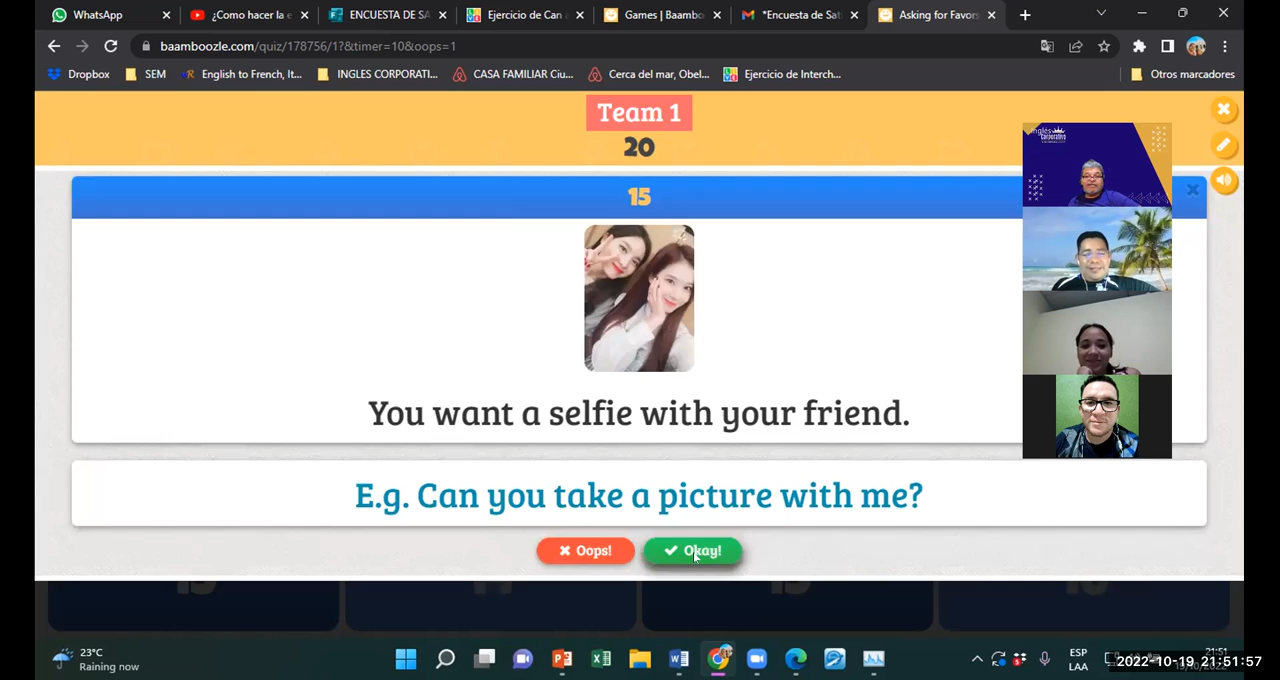 WhatsApp
¿Como hacer la e
ENCUESTA DE SA
Ejercicio de Can a
Games | Baambo
*Encuesta de Sat
Asking for Favors
baamboozle.com/quiz/178756/1?&timer=10&oops=1
Dropbox
SEM
English to French, It...
INGLES CORPORATI...
CASA FAMILIAR Ciu...
Cerca del mar, Obel...
Ejercicio de Interch...
Otros marcadores
Team 1
20
15
inglés
corporativo
You want a selfie with your friend.
E.g. Can you take a picture with me?
Oops!
Okay!
23°C
Raining now
ESP
LAA
21:51
2022-10-19, 21:51:57